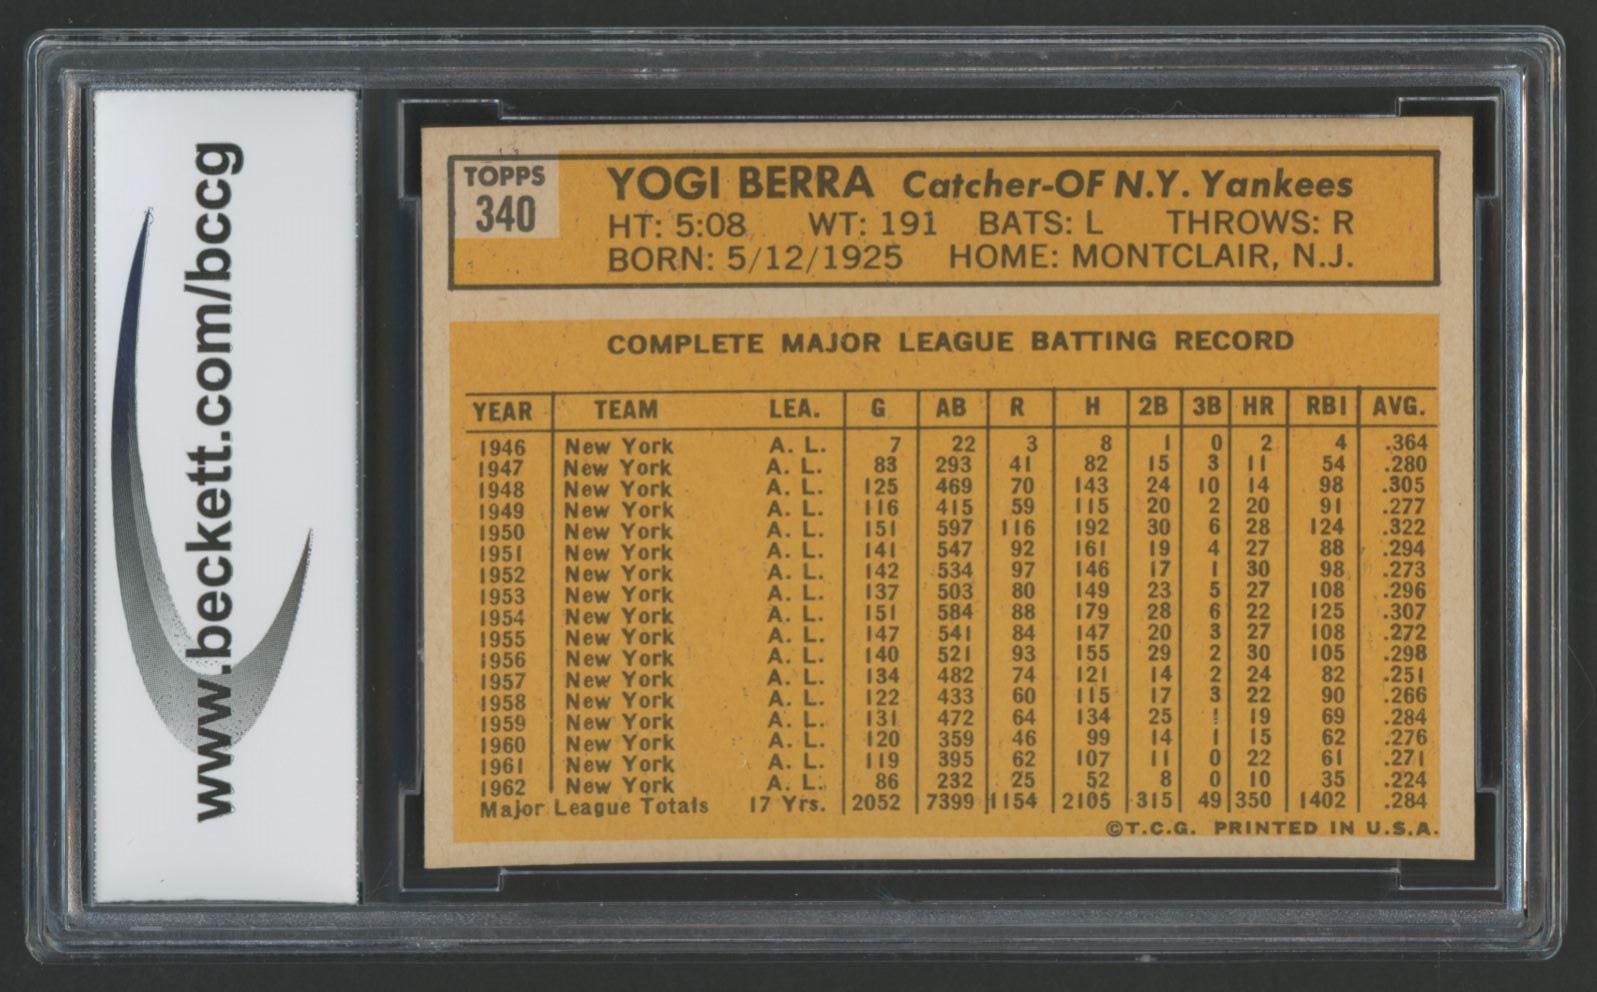 www.beckett.com/bccg
TOPPS
340
YOGI BERRA Catcher-OF N.Y. Yankees
HT: 5:08 WT: 191 BATS: L THROWS: R
BORN: 5/12/1925 HOME: MONTCLAIR, N.J.
COMPLETE MAJOR LEAGUE BATTING RECORD
YEAR TEAM LEA. G AB R H 2B 3B HR RBI AVG.
1946 New York A. L. 7 22 3 8 1 0 2 4 .364
1947 New York A. L. 83 293 41 82 15 3 11 54 .280
1948 New York A. L. 125 469 70 143 24 10 14 98 .305
1949 New York A. L. 116 415 59 115 20 2 20 91 .277
1950 New York A. L. 151 597 116 192 30 6 28 124 .322
1951 New York A. L. 141 547 92 161 19 4 27 88 .294
1952 New York A. L. 142 534 97 146 17 1 30 98 .273
1953 New York A. L. 137 503 80 149 23 5 27 108 .296
1954 New York A. L. 151 584 88 179 28 6 22 125 .307
1955 New York A. L. 147 541 84 147 20 3 27 108 .272
1956 New York A. L. 140 521 93 155 29 2 30 105 .298
1957 New York A. L. 134 482 74 121 14 2 24 82 .251
1958 New York A. L. 122 433 60 115 17 3 22 90 .266
1959 New York A. L. 131 472 64 134 25 1 19 69 .284
1960 New York A. L. 120 359 46 99 14 1 15 62 .276
1961 New York A. L. 119 395 62 107 11 0 22 61 .271
1962 New York A. L. 86 232 25 52 8 0 10 35 .224
Major League Totals 17 Yrs. 2052 7399 1154 2105 315 49 350 1402 .284
©T.C.G. PRINTED IN U.S.A.